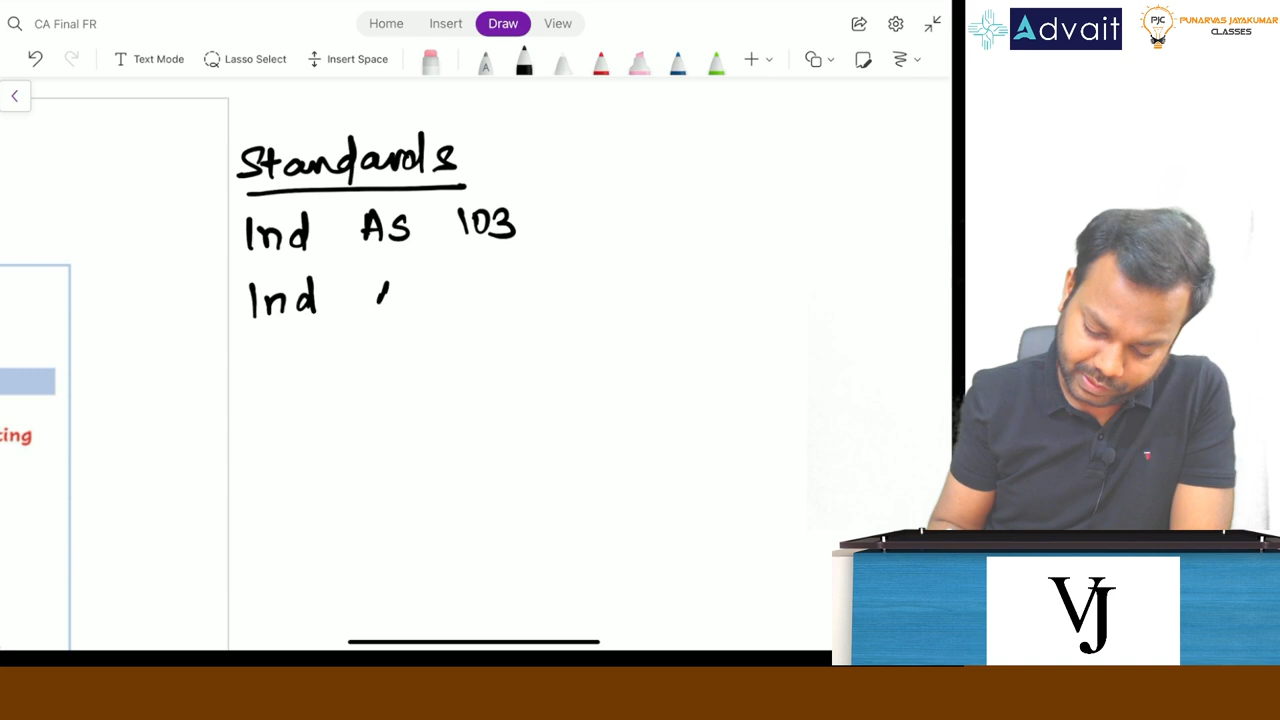 CA Final FR
Home Insert Draw View
Text Mode Lasso Select Insert Space
Advait
PJC PUNARVAS JAYAKUMAR
CLASSES
Standards
Ind As 103
Ind
VJ